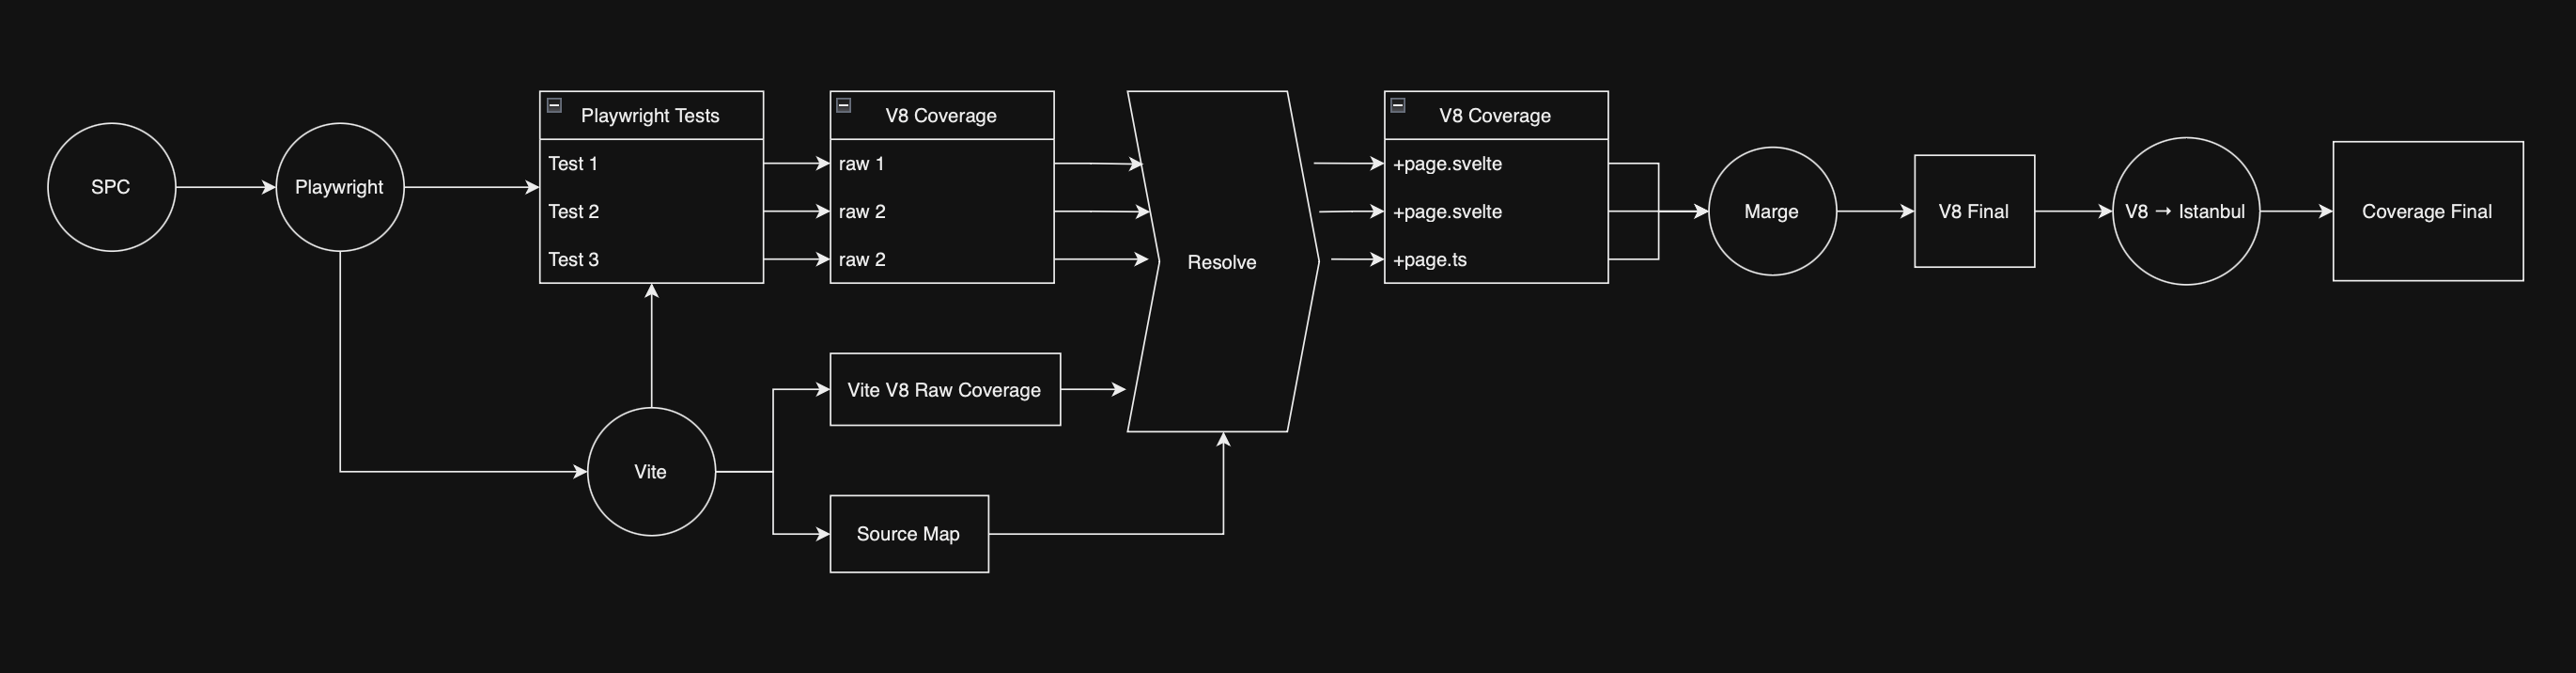 SPC
Playwright
Playwright Tests
Test 1
Test 2
Test 3
V8 Coverage
raw 1
raw 2
raw 2
Resolve
V8 Coverage
+page.svelte
+page.svelte
+page.ts
Marge
V8 Final
V8 → Istanbul
Coverage Final
Vite V8 Raw Coverage
Vite
Source Map